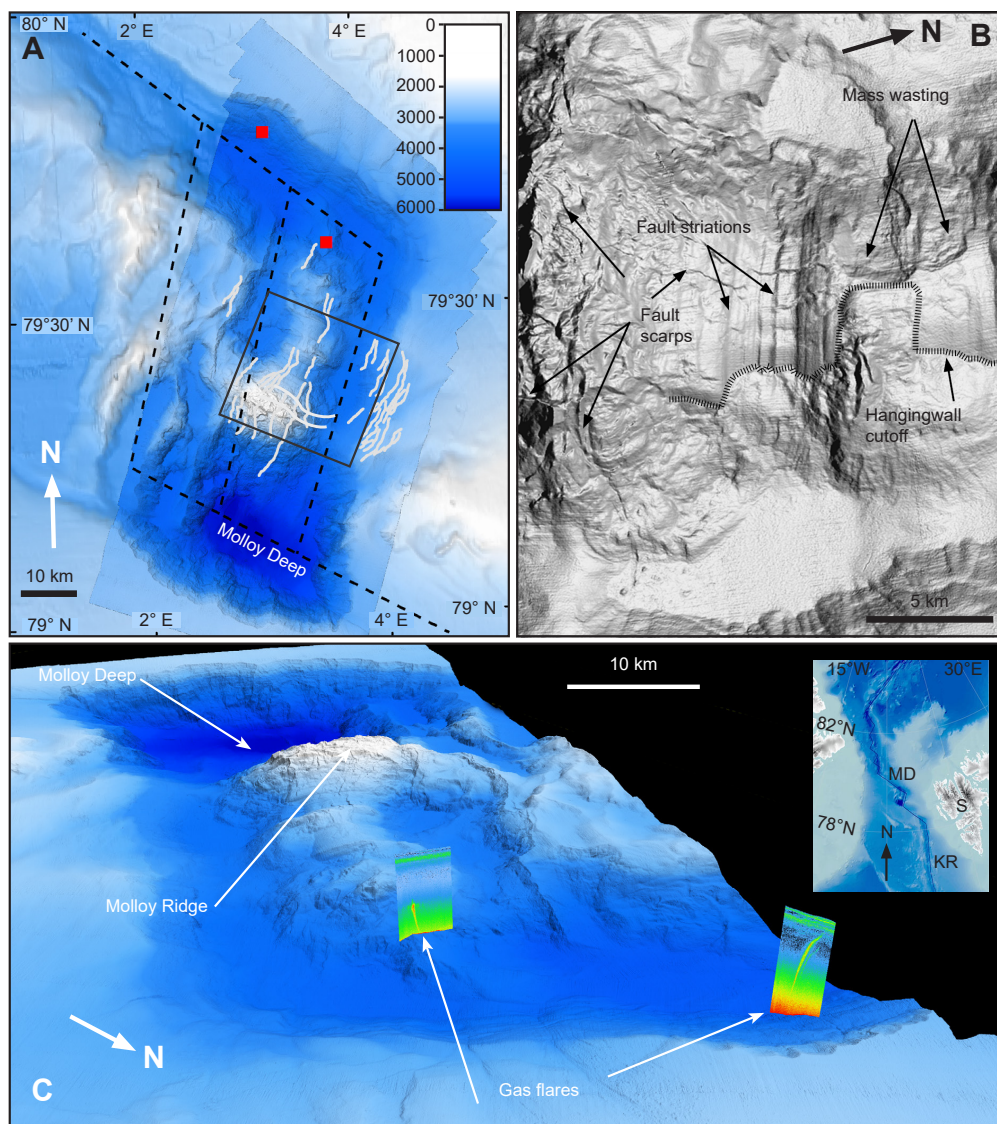 80° N
2° E
4° E
A
0
1000
2000
3000
4000
5000
6000
79°30' N
79°30’ N
N
Molloy Deep
10 km
79° N
79° N
2° E
4° E
N
B
Mass wasting
Fault striations
Fault
scarps
Hangingwall
cutoff
5 km
Molloy Deep
10 km
15°W
30°E
82°N
MD
S
78°N
N
KR
Molloy Ridge
N
Gas flares
C